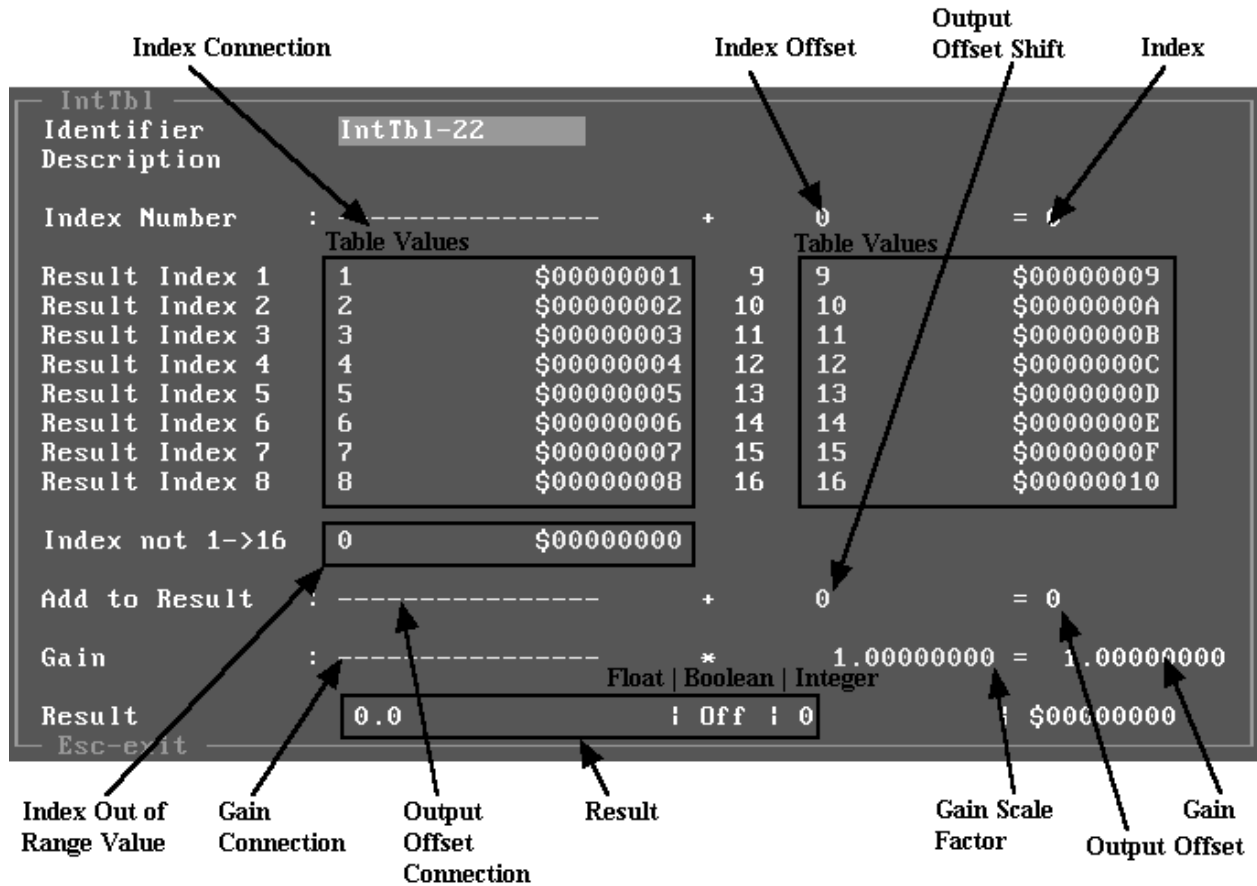 Index Connection Index Offset Output Offset Shift Index
IntTbl
Identifier IntTbl-22
Description
Index Number : ---------------- + 0 = 0
Table Values Table Values
Result Index 1 1 $00000001 9 9 $00000009
Result Index 2 2 $00000002 10 10 $0000000A
Result Index 3 3 $00000003 11 11 $0000000B
Result Index 4 4 $00000004 12 12 $0000000C
Result Index 5 5 $00000005 13 13 $0000000D
Result Index 6 6 $00000006 14 14 $0000000E
Result Index 7 7 $00000007 15 15 $0000000F
Result Index 8 8 $00000008 16 16 $00000010
Index not 1->16 0 $00000000
Add to Result : ---------------- + 0 = 0
Gain : ---------------- * 1.00000000 = 1.00000000
Float | Boolean | Integer
Result 0.0 ¦ Off ¦ 0 ¦ $00000000
Esc-exit
Index Out of Range Value
Gain Connection
Output Offset Connection
Result
Gain Scale Factor
Output Offset
Gain